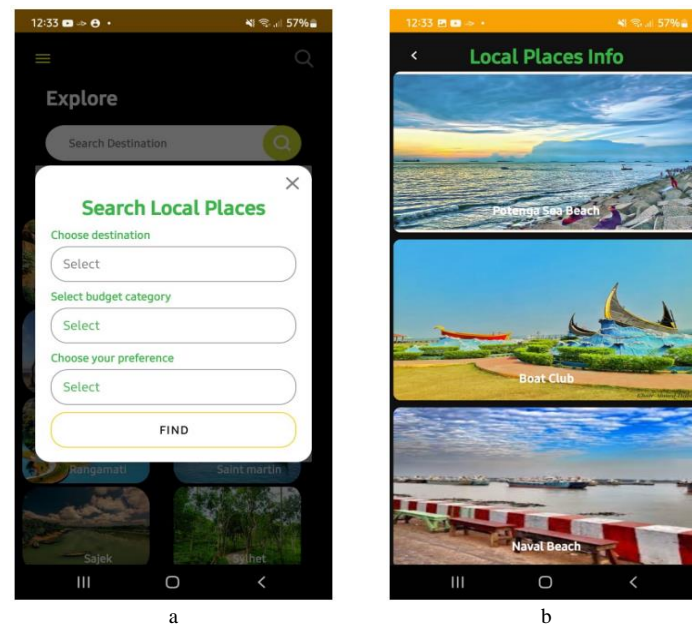 12:33
57%
Explore
Search Destination
Search Local Places
Choose destination
Select
Select budget category
Select
Choose your preference
Select
FIND
Rangamati
Saint martin
Sajek
Sylhet
a
12:33
57%
Local Places Info
Potenga Sea Beach
Boat Club
Naval Beach
b